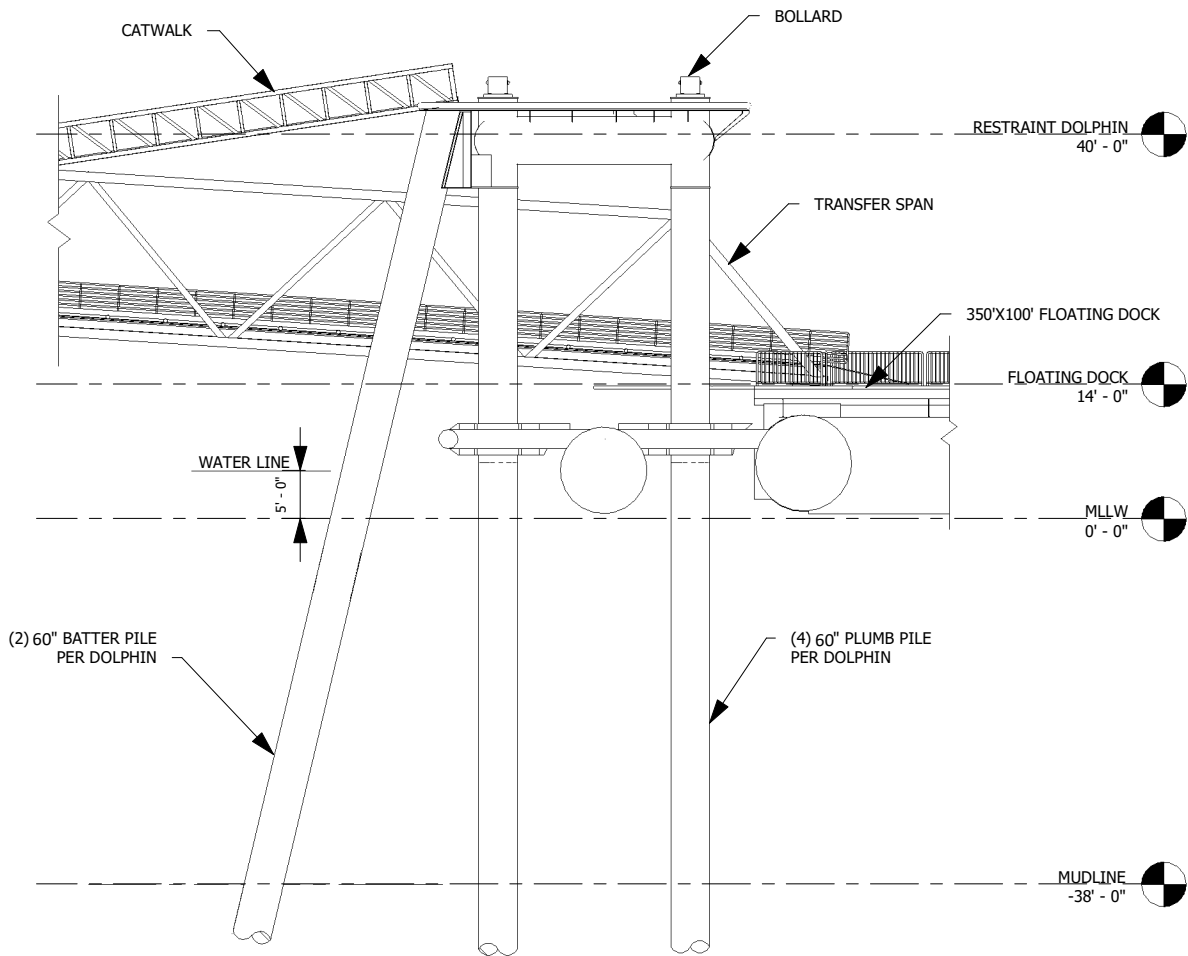 CATWALK
BOLLARD
RESTRAINT DOLPHIN
40' - 0"
TRANSFER SPAN
350'X100' FLOATING DOCK
FLOATING DOCK
14' - 0"
WATER LINE
5' - 0"
MLLW
0' - 0"
(2) 60" BATTER PILE
PER DOLPHIN
(4) 60" PLUMB PILE
PER DOLPHIN
MUDLINE
-38' - 0"